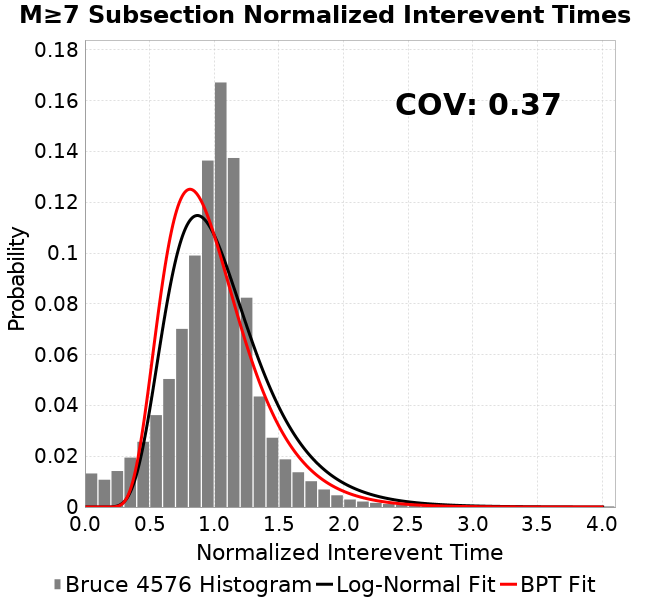 M≥7 Subsection Normalized Interevent Times
COV: 0.37
Probability
0.18
0.16
0.14
0.12
0.1
0.08
0.06
0.04
0.02
0
0.0 0.5 1.0 1.5 2.0 2.5 3.0 3.5 4.0
Normalized Interevent Time
Bruce 4576 Histogram Log-Normal Fit BPT Fit